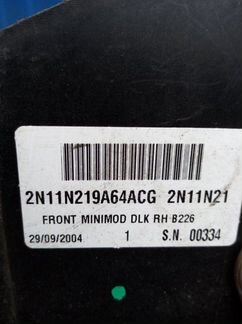 2N11N219A64ACG 2N11N21
FRONT MINIMOD DLK RH B226
29/09/2004 1 S.N. 00334